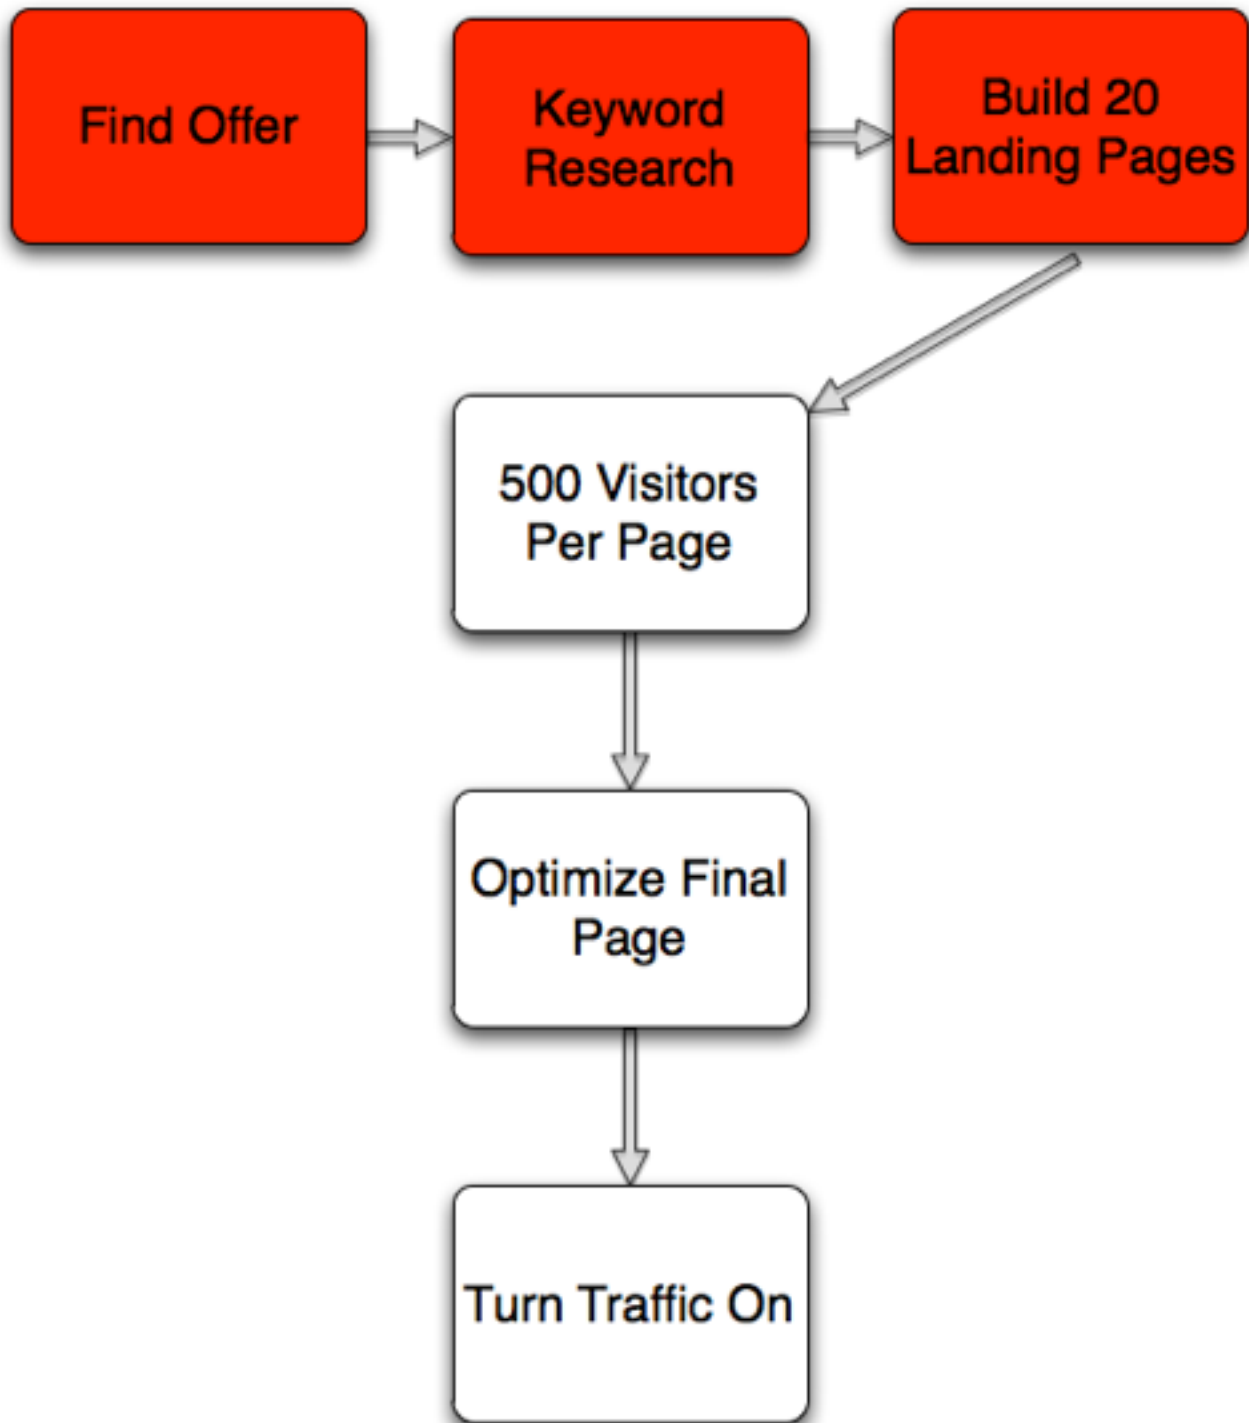 Find Offer
Keyword
Research
Build 20
Landing Pages
500 Visitors
Per Page
Optimize Final
Page
Turn Traffic On